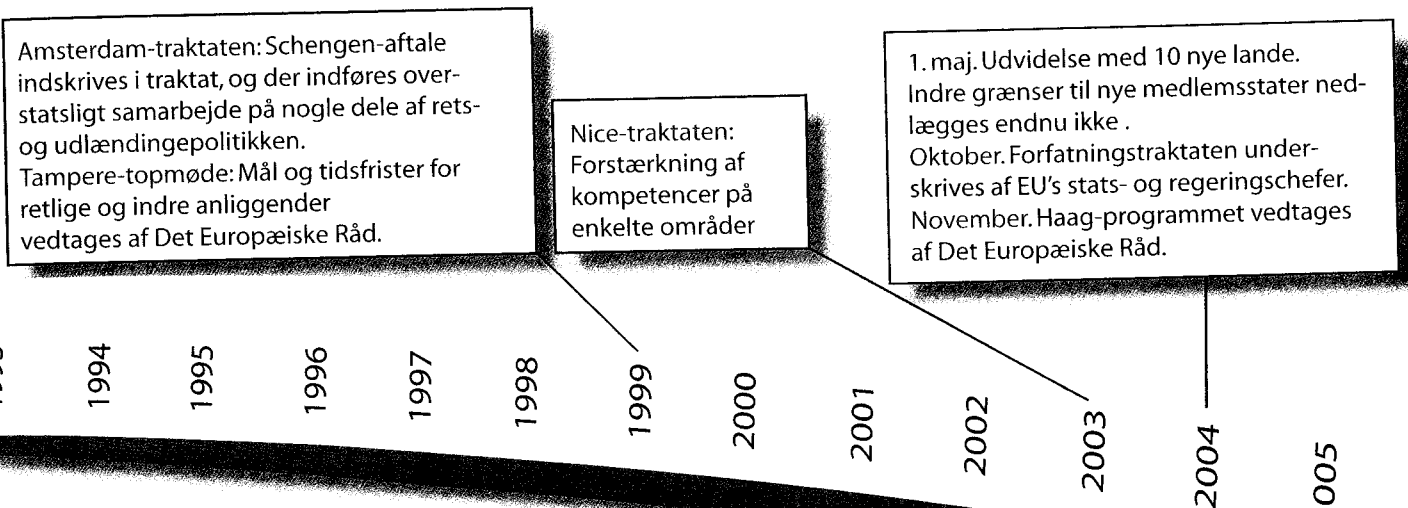 Amsterdam-traktaten: Schengen-aftale
indskrives i traktat, og der indføres over-
statsligt samarbejde på nogle dele af rets-
og udlændingepolitikken.
Tampere-topmøde: Mål og tidsfrister for
retlige og indre anliggender
vedtages af Det Europæiske Råd.
Nice-traktaten:
Forstærkning af
kompetencer på
enkelte områder
1. maj. Udvidelse med 10 nye lande.
Indre grænser til nye medlemsstater ned-
lægges endnu ikke .
Oktober. Forfatningstraktaten under-
skrives af EU's stats- og regeringschefer.
November. Haag-programmet vedtages
af Det Europæiske Råd.
1994
1995
1996
1997
1998
1999
2000
2001
2002
2003
2004
005